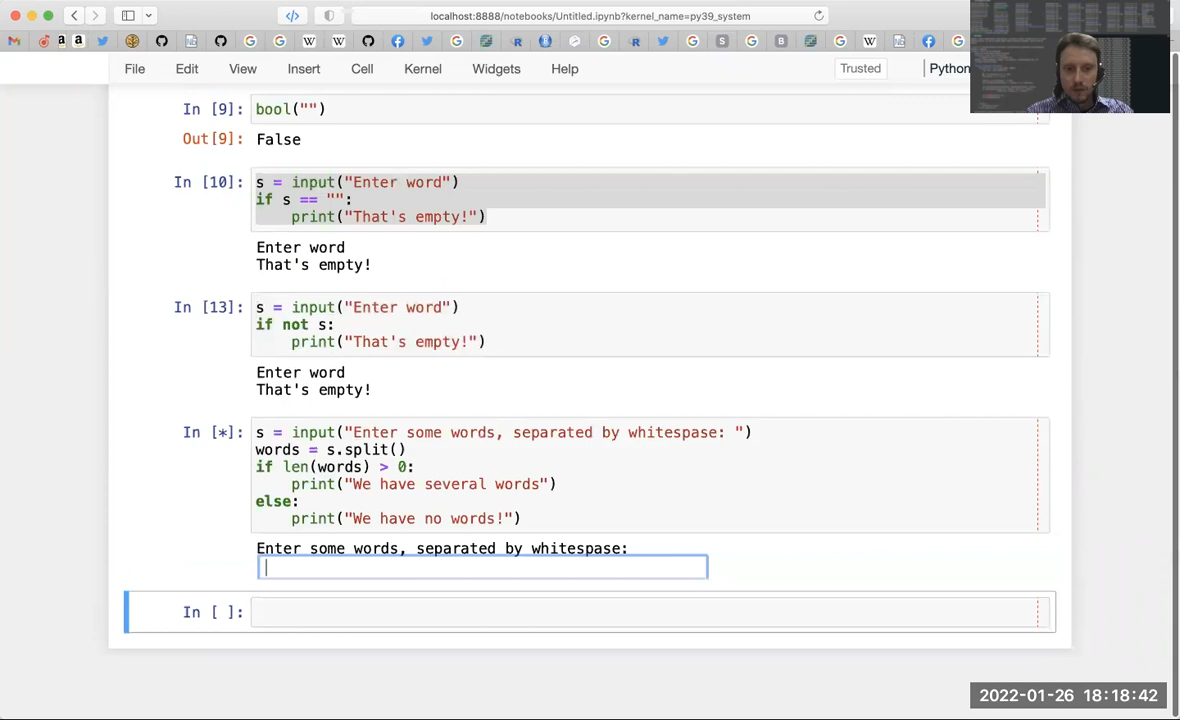 localhost:8888/notebooks/Untitled.ipynb?kernel_name=py39_system
File Edit View Insert Cell Kernel Widgets Help Trusted Python
In [9]: bool("")
Out[9]: False
In [10]: s = input("Enter word")
if s == "":
print("That's empty!")
Enter word
That's empty!
In [13]: s = input("Enter word")
if not s:
print("That's empty!")
Enter word
That's empty!
In [*]: s = input("Enter some words, separated by whitespase: ")
words = s.split()
if len(words) > 0:
print("We have several words")
else:
print("We have no words!")
Enter some words, separated by whitespase:
In [ ]:
2022-01-26 18:18:42